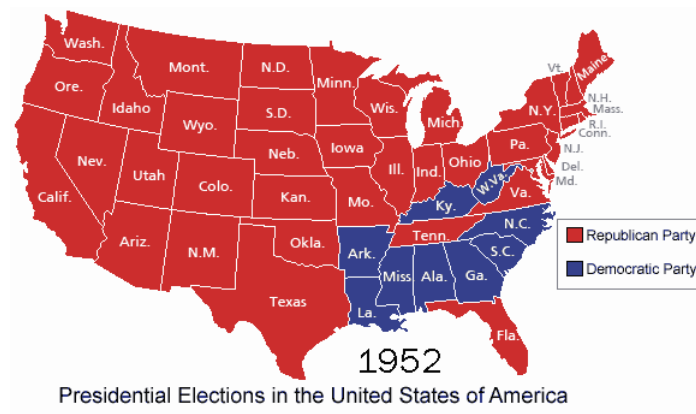 Wash.
Mont.
N.D.
Minn.
Vt.
Maine
Ore.
Idaho
S.D.
Wis.
Mich.
N.Y.
N.H.
Mass.
R.I.
Conn.
Wyo.
Neb.
Iowa
Ill.
Ind.
Ohio
Pa.
N.J.
Del.
Md.
Nev.
Utah
Colo.
Kan.
Mo.
Ky.
W.Va.
Va.
Calif.
Ariz.
N.M.
Okla.
Ark.
Tenn.
N.C.
S.C.
Texas
La.
Miss
Ala.
Ga.
Fla.
Republican Party
Democratic Party
1952
Presidential Elections in the United States of America